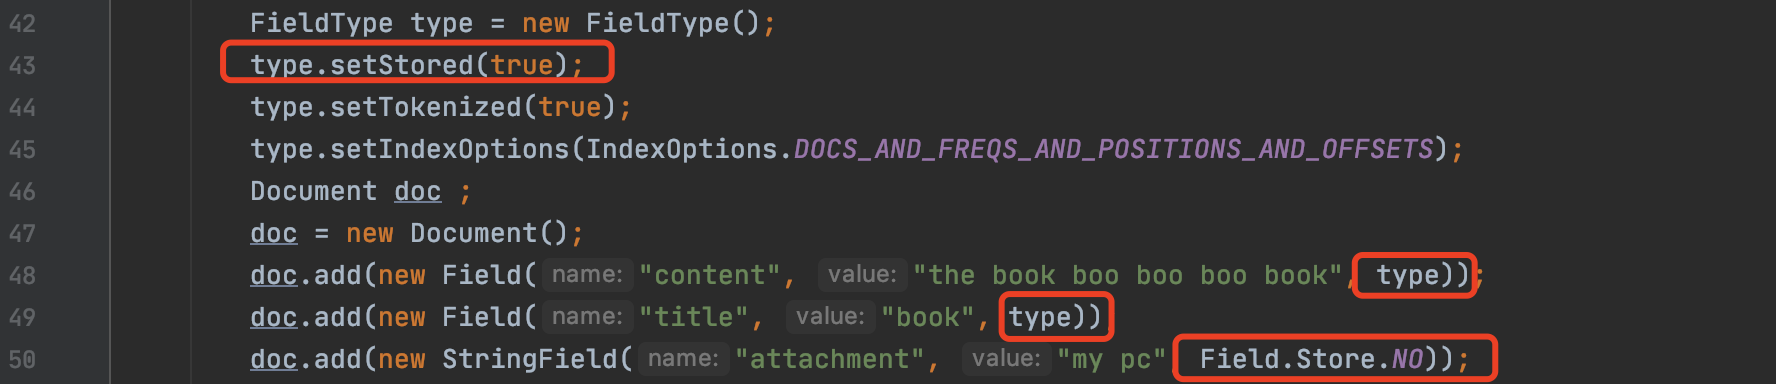 42 FieldType type = new FieldType();
43 type.setStored(true);
44 type.setTokenized(true);
45 type.setIndexOptions(IndexOptions.DOCS_AND_FREQS_AND_POSITIONS_AND_OFFSETS);
46 Document doc ;
47 doc = new Document();
48 doc.add(new Field( name: "content", value: "the book boo boo boo book", type));
49 doc.add(new Field( name: "title", value: "book", type))
50 doc.add(new StringField( name: "attachment", value: "my pc" Field.Store.NO));